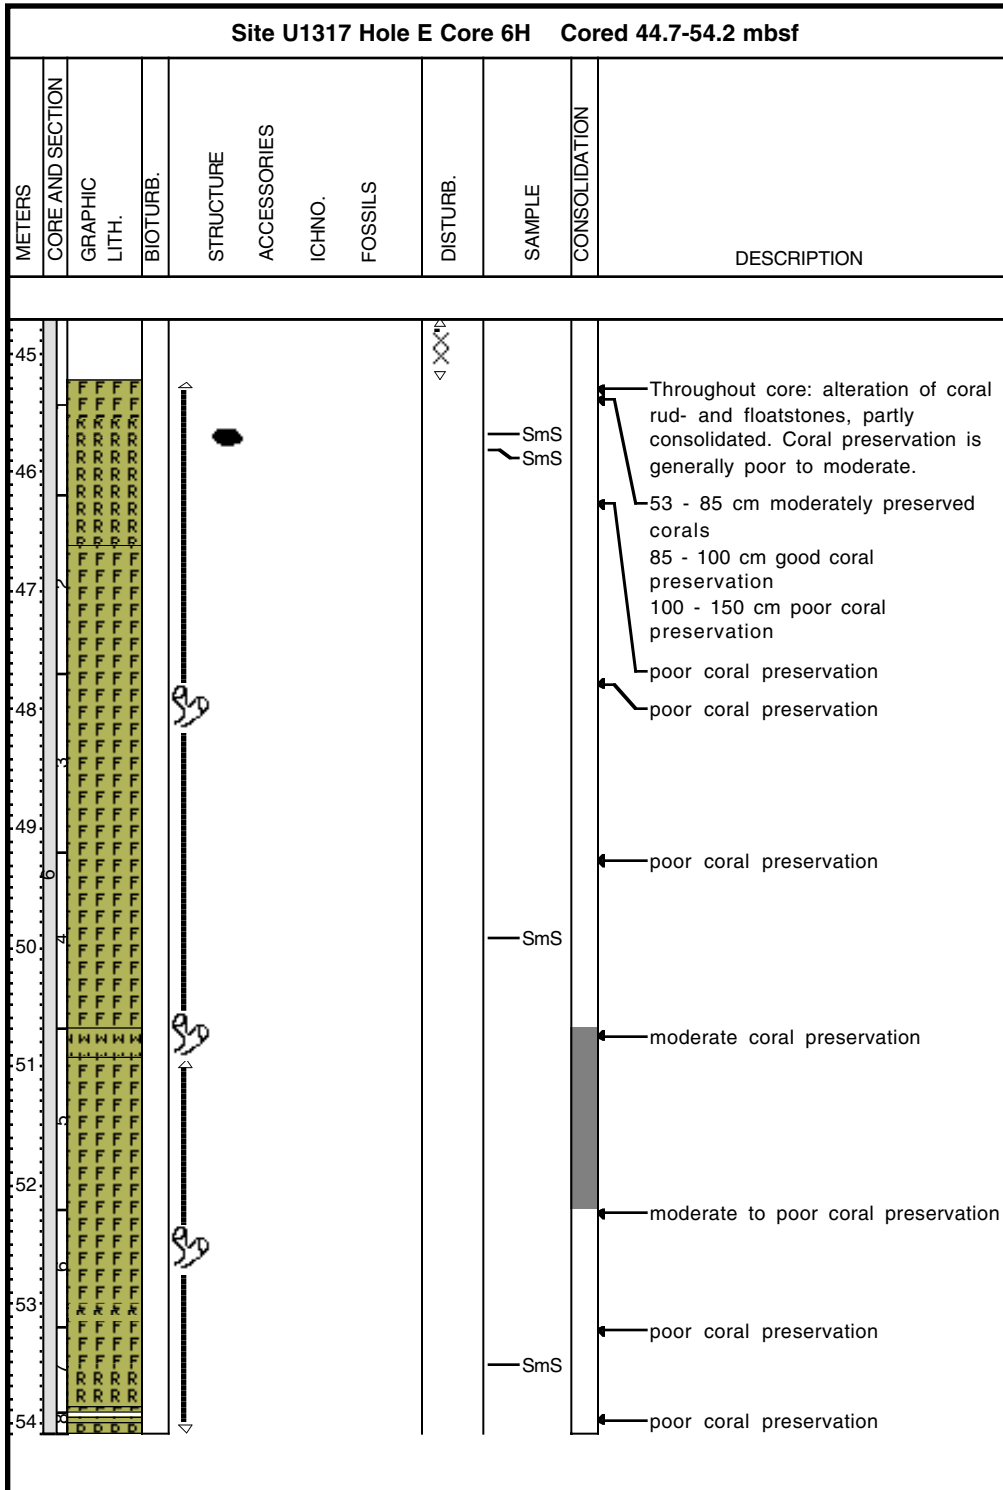 Site U1317 Hole E Core 6H Cored 44.7-54.2 mbsf
METERS
CORE AND SECTION
GRAPHIC
LITH.
BIOTURB.
STRUCTURE
ACCESSORIES
ICHNO.
FOSSILS
DISTURB.
SAMPLE
CONSOLIDATION
DESCRIPTION
45
46
47
48
49
50
51
52
53
54
6
1
2
3
4
5
6
7
8
F F F F
F F F F
R R R R
R R R R
R R R R
R R R R
R R R R
R R R R
F F F F
W W W
F F F F
R R R R
F F F F
R R R R
R R R R
SmS
SmS
SmS
SmS
Throughout core: alteration of coral
rud- and floatstones, partly
consolidated. Coral preservation is
generally poor to moderate.
53 - 85 cm moderately preserved
corals
85 - 100 cm good coral
preservation
100 - 150 cm poor coral
preservation
poor coral preservation
poor coral preservation
poor coral preservation
moderate coral preservation
moderate to poor coral preservation
poor coral preservation
poor coral preservation